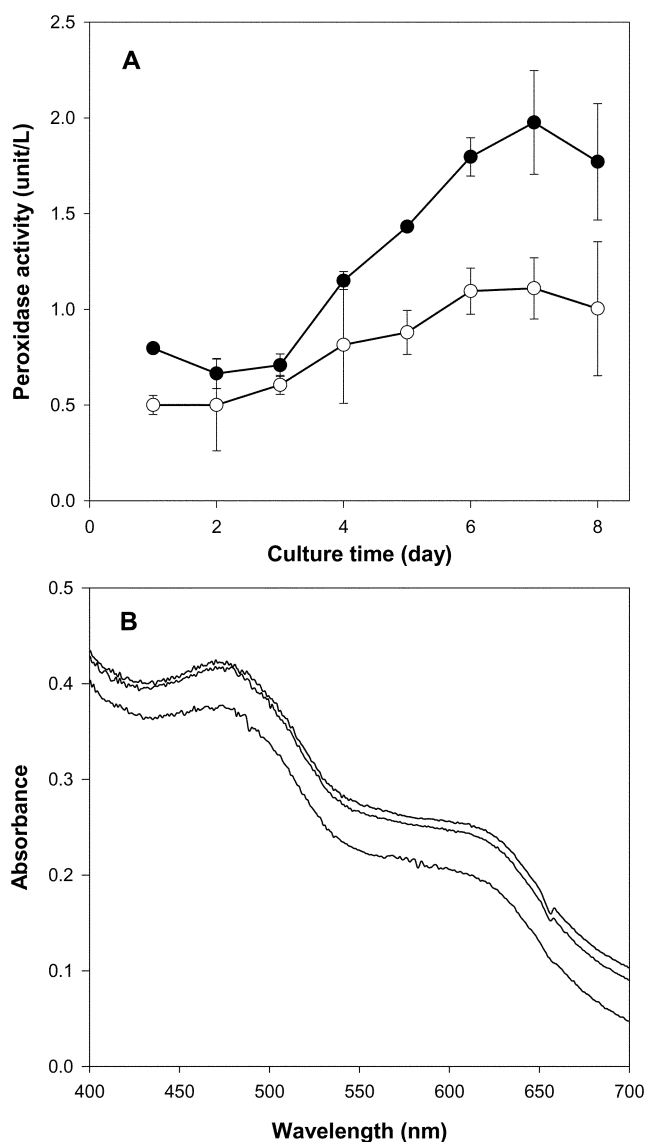 A
Peroxidase activity (unit/L)
2.5
2.0
1.5
1.0
0.5
0.0
0 2 4 6 8
Culture time (day)
B
Absorbance
0.5
0.4
0.3
0.2
0.1
0.0
400 450 500 550 600 650 700
Wavelength (nm)